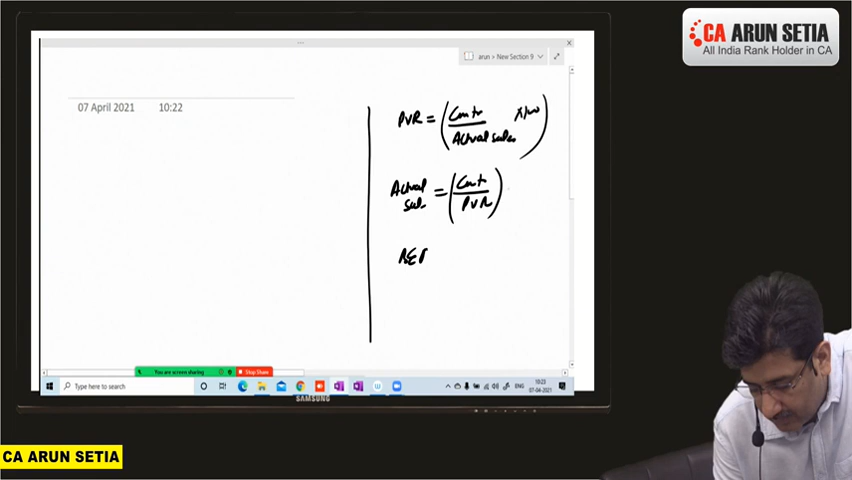 CA ARUN SETIA
All India Rank Holder in CA
arun > New Section 9
07 April 2021 10:22
PVR = (Contr / Actual sales x 100)
Actual sales = (Contr / PVR)
BEP
You are screen sharing Stop Share
Type here to search
ENG
10:23
07-04-2021
SAMSUNG
CA ARUN SETIA